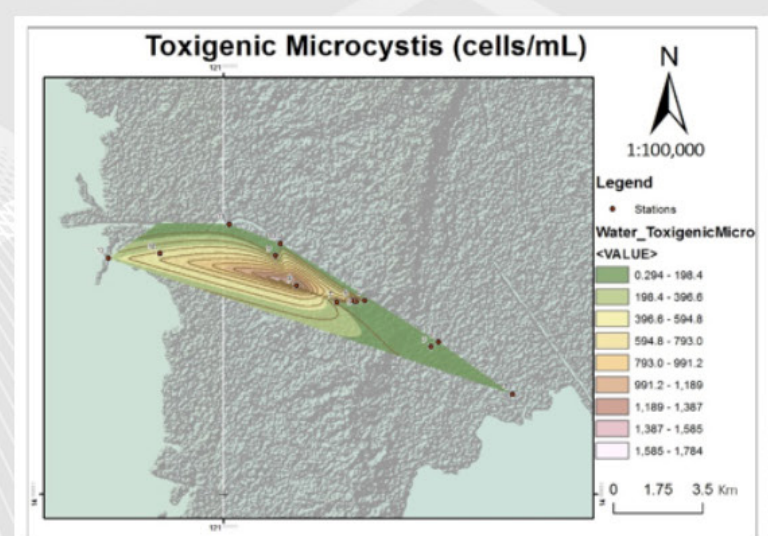 Toxigenic Microcystis (cells/mL)
121
N
1:100,000
Legend
Stations
Water_ToxigenicMicro
<VALUE>
0.294 - 198.4
198.4 - 396.6
396.6 - 594.8
594.8 - 793.0
793.0 - 991.2
991.2 - 1,189
1,189 - 1,387
1,387 - 1,585
1,585 - 1,784
0 1.75 3.5 Km
121